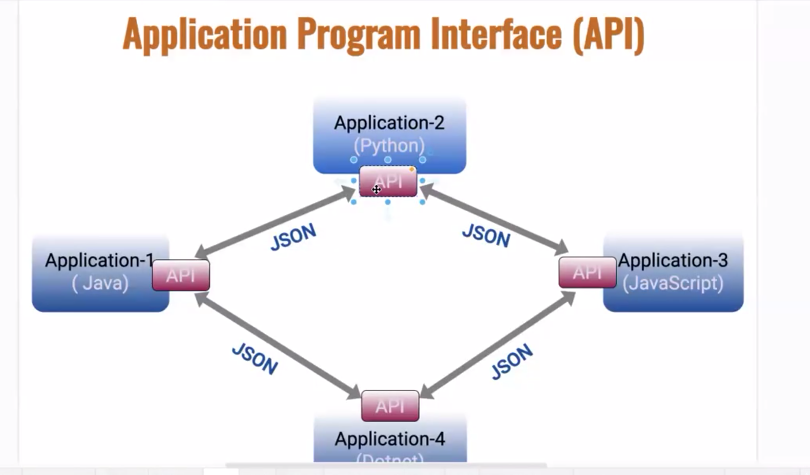 Application Program Interface (API)
Application-2
(Python)
API
JSON
JSON
Application-1
( Java)
API
API
Application-3
(JavaScript)
JSON
JSON
API
Application-4
(Dotnet)